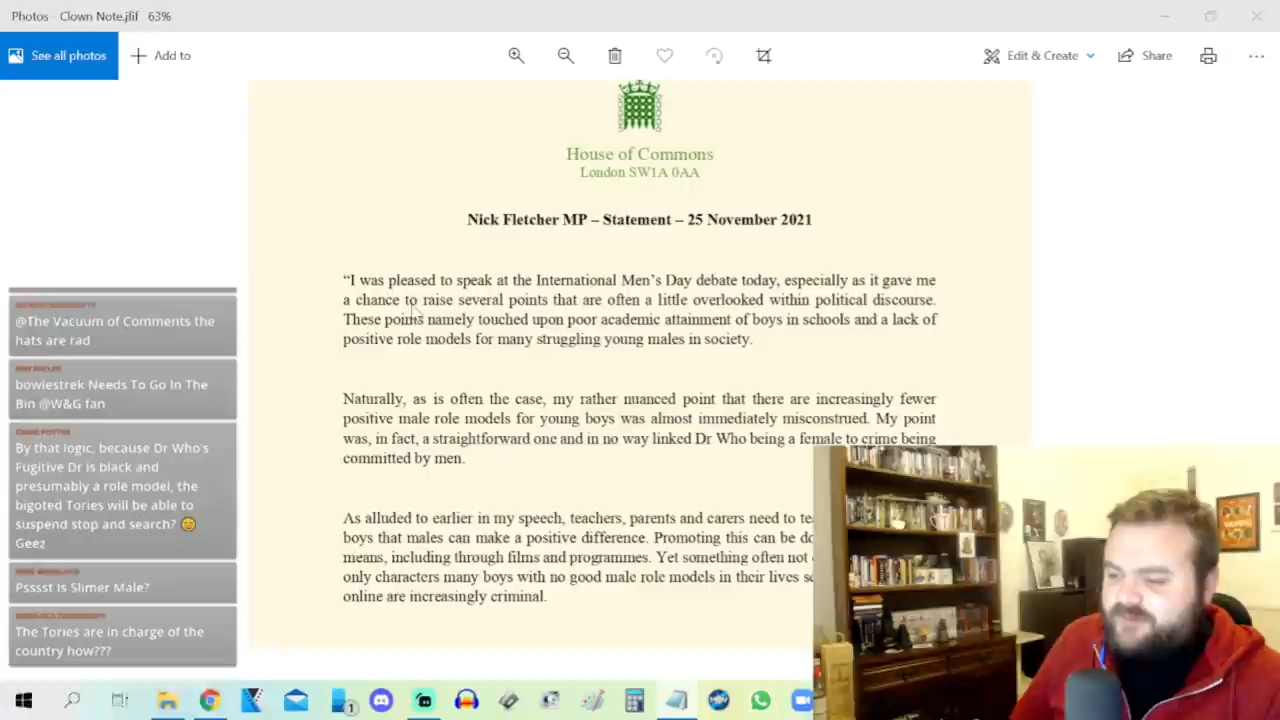 Photos - Clown Note.jfif 63%
See all photos
Add to
Edit & Create
Share
House of Commons
London SW1A 0AA
Nick Fletcher MP – Statement – 25 November 2021
“I was pleased to speak at the International Men’s Day debate today, especially as it gave me
a chance to raise several points that are often a little overlooked within political discourse.
These points namely touched upon poor academic attainment of boys in schools and a lack of
positive role models for many struggling young males in society.
Naturally, as is often the case, my rather nuanced point that there are increasingly fewer
positive male role models for young boys was almost immediately misconstrued. My point
was, in fact, a straightforward one and in no way linked Dr Who being a female to crime being
committed by men.
As alluded to earlier in my speech, teachers, parents and carers need to
boys that males can make a positive difference. Promoting this can be
means, including through films and programmes. Yet something often not
only characters many boys with no good male role models in their lives
online are increasingly criminal.
@The Vacuum of Comments the
hats are rad
bowiestrek Needs To Go In The
Bin @W&G fan
By that logic, because Dr Who's
Fugitive Dr is black and
presumably a role model, the
bigoted Tories will be able to
suspend stop and search?
Geez
Psssst Is Slimer Male?
The Tories are in charge of the
country how???
1